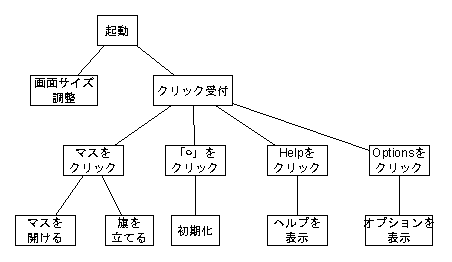 起動
画面サイズ
調整
クリック受付
マスを
クリック
「○」を
クリック
Helpを
クリック
Optionsを
クリック
マスを
開ける
旗を
立てる
初期化
ヘルプを
表示
オプションを
表示